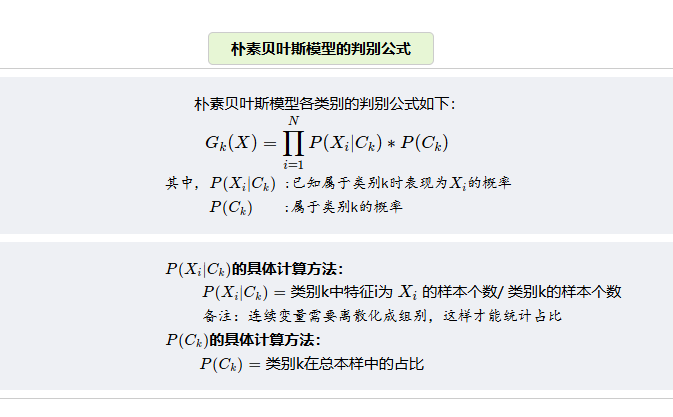 朴素贝叶斯模型的判别公式
朴素贝叶斯模型各类别的判别公式如下：
G_k(X) = ∏_{i=1}^{N} P(X_i|C_k) * P(C_k)
其中，P(X_i|C_k) :已知属于类别k时表现为X_i的概率
P(C_k) :属于类别k的概率
P(X_i|C_k)的具体计算方法：
P(X_i|C_k) = 类别k中特征i为 X_i 的样本个数/ 类别k的样本个数
备注：连续变量需要离散化成组别，这样才能统计占比
P(C_k)的具体计算方法：
P(C_k) = 类别k在总本样中的占比